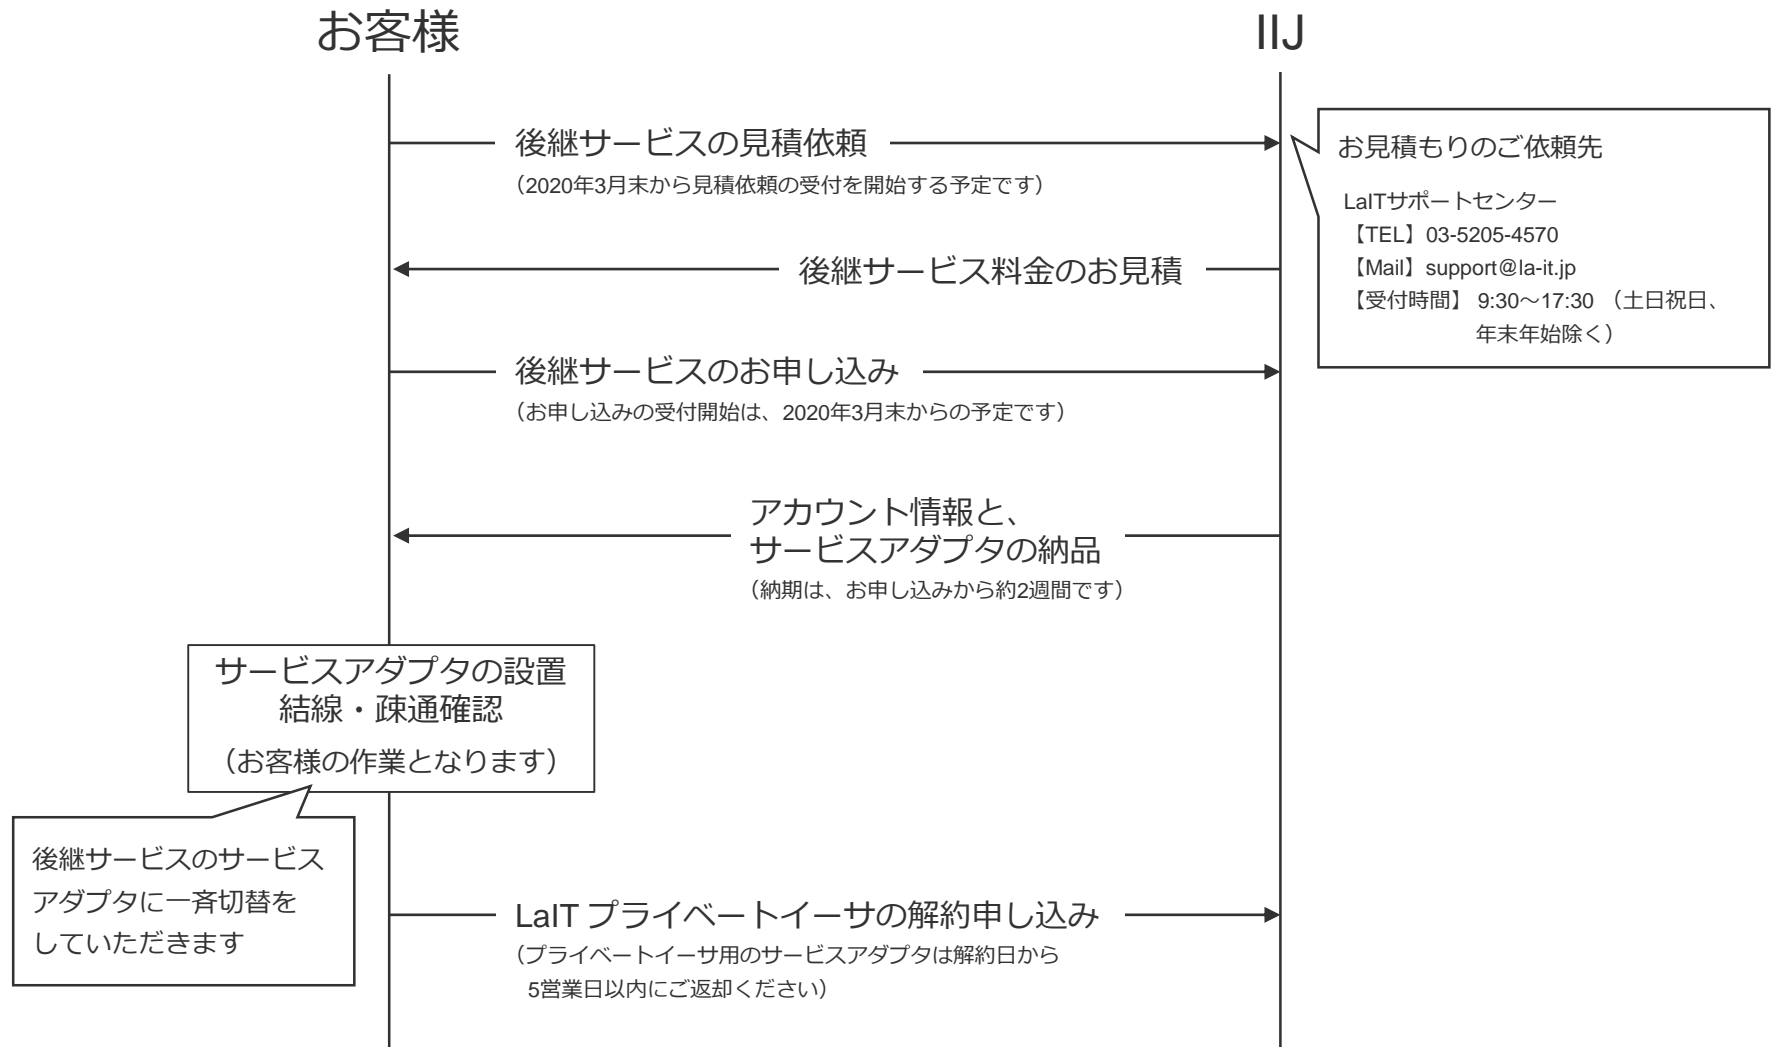 お客様
IIJ
後継サービスの見積依頼
（2020年3月末から見積依頼の受付を開始する予定です）
お見積もりのご依頼先
LaITサポートセンター
【TEL】03-5205-4570
【Mail】support@la-it.jp
【受付時間】 9:30～17:30 （土日祝日、
年末年始除く）
後継サービス料金のお見積
後継サービスのお申し込み
（お申し込みの受付開始は、2020年3月末からの予定です）
アカウント情報と、
サービスアダプタの納品
（納期は、お申し込みから約2週間です）
サービスアダプタの設置
結線・疎通確認
（お客様の作業となります）
後継サービスのサービス
アダプタに一斉切替を
していただきます
LaIT プライベートイーサの解約申し込み
（プライベートイーサ用のサービスアダプタは解約日から
5営業日以内にご返却ください）